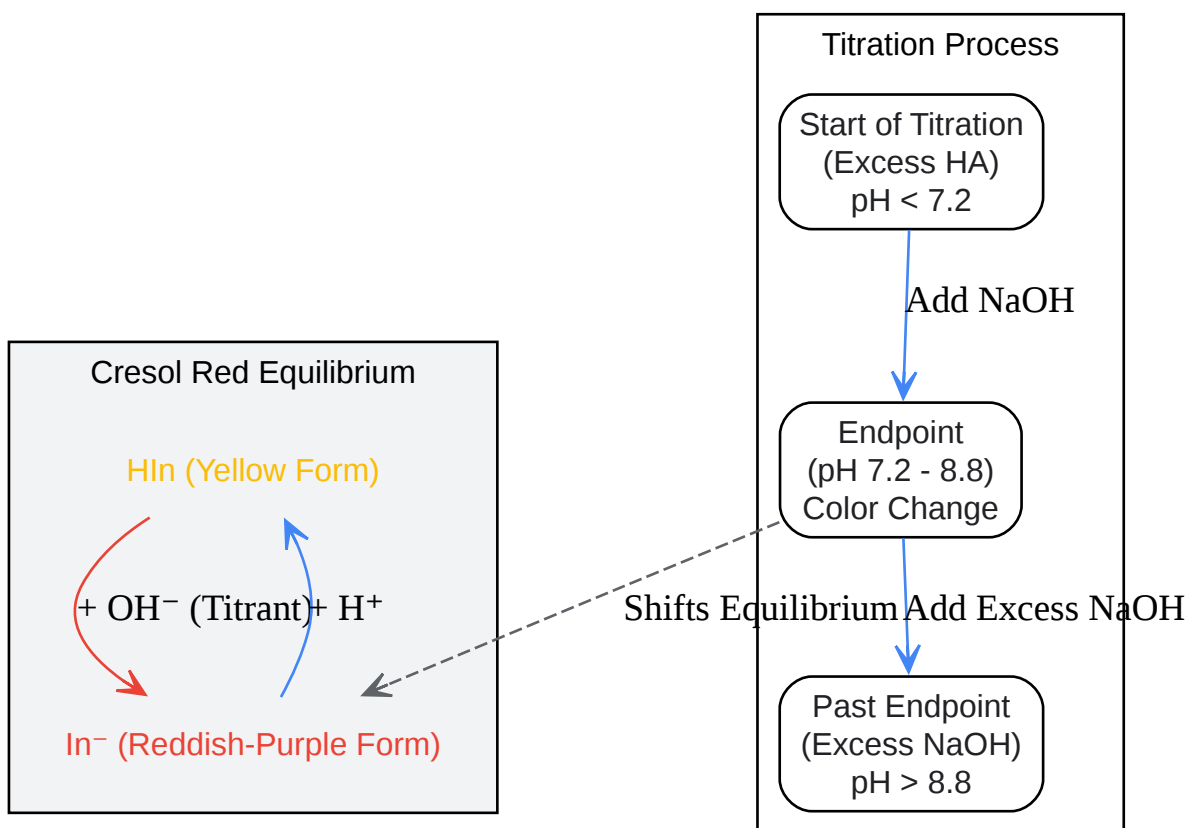 Titration Process
Start of Titration
(Excess HA)
pH < 7.2
Add NaOH
Cresol Red Equilibrium
HIn (Yellow Form)
+ OH⁻ (Titrant)
+ H⁺
In⁻ (Reddish-Purple Form)
Endpoint
(pH 7.2 - 8.8)
Color Change
Shifts Equilibrium
Add Excess NaOH
Past Endpoint
(Excess NaOH)
pH > 8.8